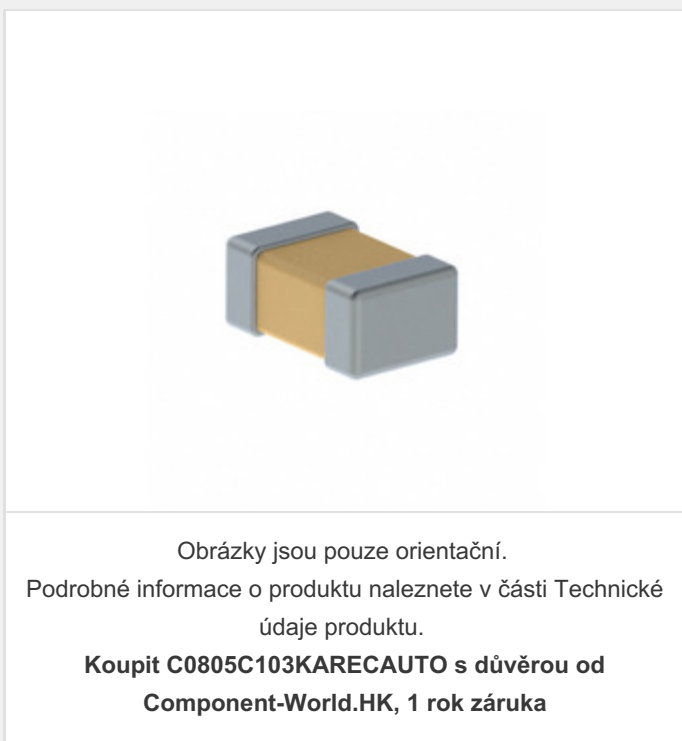 Obrázky jsou pouze orientační.
Podrobné informace o produktu naleznete v části Technické
údaje produktu.
Koupit C0805C103KARECAUTO s důvěrou od
Component-World.HK, 1 rok záruka